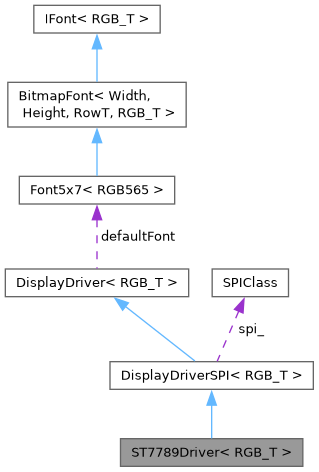 IFont< RGB_T >
BitmapFont< Width,
Height, RowT, RGB_T >
Font5x7< RGB565 >
defaultFont
DisplayDriver< RGB_T >
SPIClass
spi_
DisplayDriverSPI< RGB_T >
ST7789Driver< RGB_T >